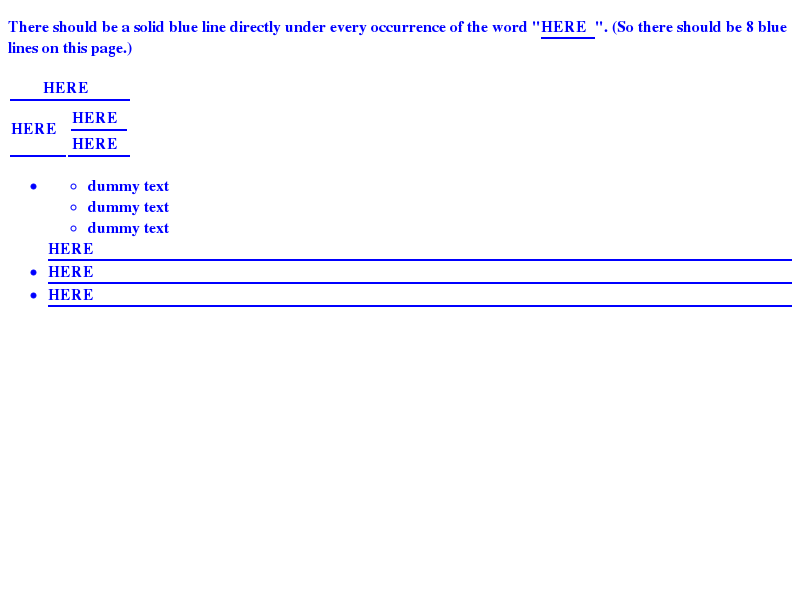 There should be a solid blue line directly under every occurrence of the word "HERE ". (So there should be 8 blue
lines on this page.)
HERE
HERE
HERE
HERE
dummy text
dummy text
dummy text
HERE
HERE
HERE